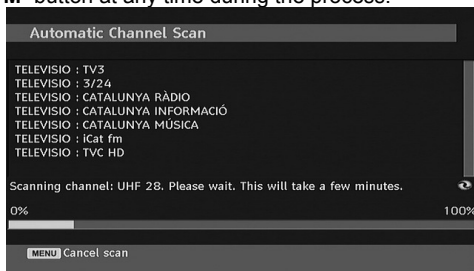 M" button at any time during the process.
Automatic Channel Scan
TELEVISIO : TV3
TELEVISIO : 3/24
TELEVISIO : CATALUNYA RÀDIO
TELEVISIO : CATALUNYA INFORMACIÓ
TELEVISIO : CATALUNYA MÚSICA
TELEVISIO : iCat fm
TELEVISIO : TVC HD
Scanning channel: UHF 28. Please wait. This will take a few minutes.
0% 100%
MENU Cancel scan